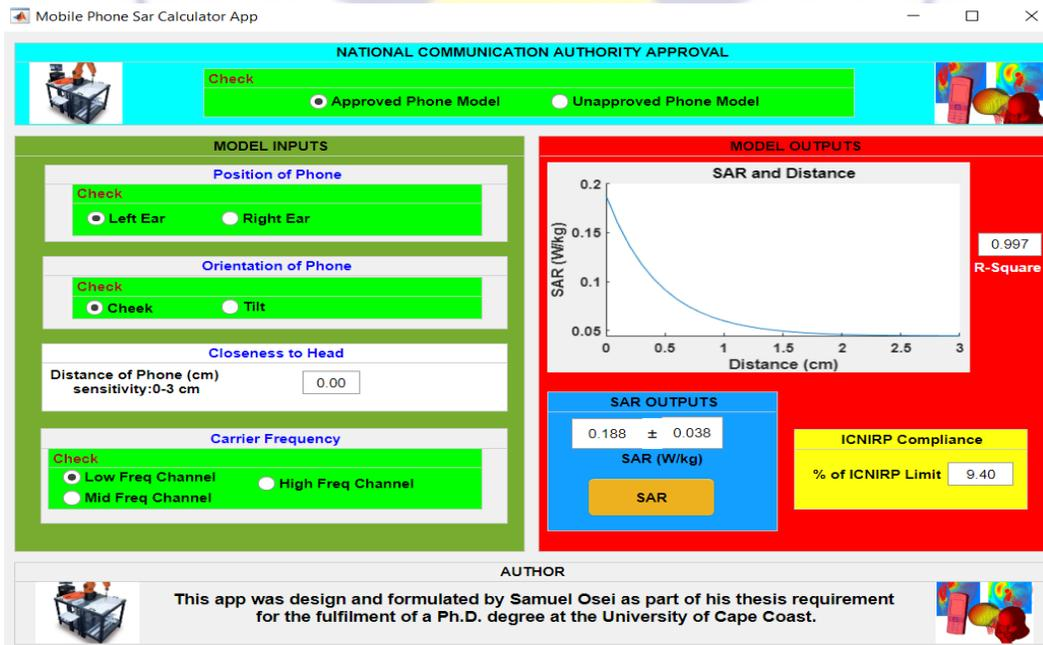 Mobile Phone Sar Calculator App
NATIONAL COMMUNICATION AUTHORITY APPROVAL
Check
Approved Phone Model
Unapproved Phone Model
MODEL INPUTS
Position of Phone
Check
Left Ear
Right Ear
Orientation of Phone
Check
Cheek
Tilt
Closeness to Head
Distance of Phone (cm)
sensitivity:0-3 cm
0.00
Carrier Frequency
Check
Low Freq Channel
High Freq Channel
Mid Freq Channel
MODEL OUTPUTS
SAR and Distance
SAR (W/kg)
0.2
0.15
0.1
0.05
0 0.5 1 1.5 2 2.5 3
Distance (cm)
0.997
R-Square
SAR OUTPUTS
0.188 ± 0.038
SAR (W/kg)
SAR
ICNIRP Compliance
% of ICNIRP Limit 9.40
AUTHOR
This app was design and formulated by Samuel Osei as part of his thesis requirement
for the fulfilment of a Ph.D. degree at the University of Cape Coast.